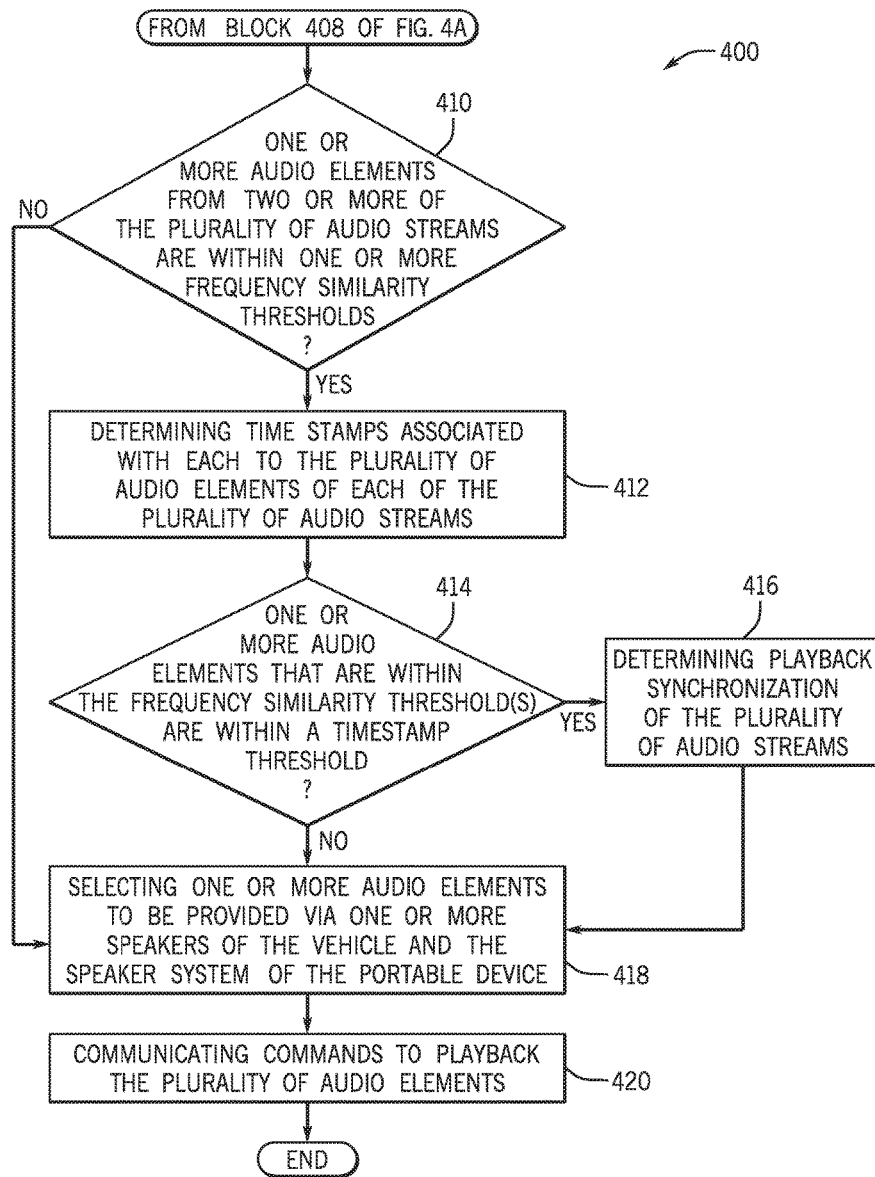 FROM BLOCK 408 OF FIG. 4A
400
410
ONE OR
MORE AUDIO ELEMENTS
FROM TWO OR MORE OF
THE PLURALITY OF AUDIO STREAMS
ARE WITHIN ONE OR MORE
FREQUENCY SIMILARITY
THRESHOLDS
?
NO
YES
DETERMINING TIME STAMPS ASSOCIATED
WITH EACH TO THE PLURALITY OF
AUDIO ELEMENTS OF EACH OF THE
PLURALITY OF AUDIO STREAMS
412
414
ONE OR
MORE AUDIO
ELEMENTS THAT ARE WITHIN
THE FREQUENCY SIMILARITY THRESHOLD(S)
ARE WITHIN A TIMESTAMP
THRESHOLD
?
YES
416
DETERMINING PLAYBACK
SYNCHRONIZATION
OF THE PLURALITY
OF AUDIO STREAMS
NO
SELECTING ONE OR MORE AUDIO ELEMENTS
TO BE PROVIDED VIA ONE OR MORE
SPEAKERS OF THE VEHICLE AND THE
SPEAKER SYSTEM OF THE PORTABLE DEVICE
418
COMMUNICATING COMMANDS TO PLAYBACK
THE PLURALITY OF AUDIO ELEMENTS
420
END